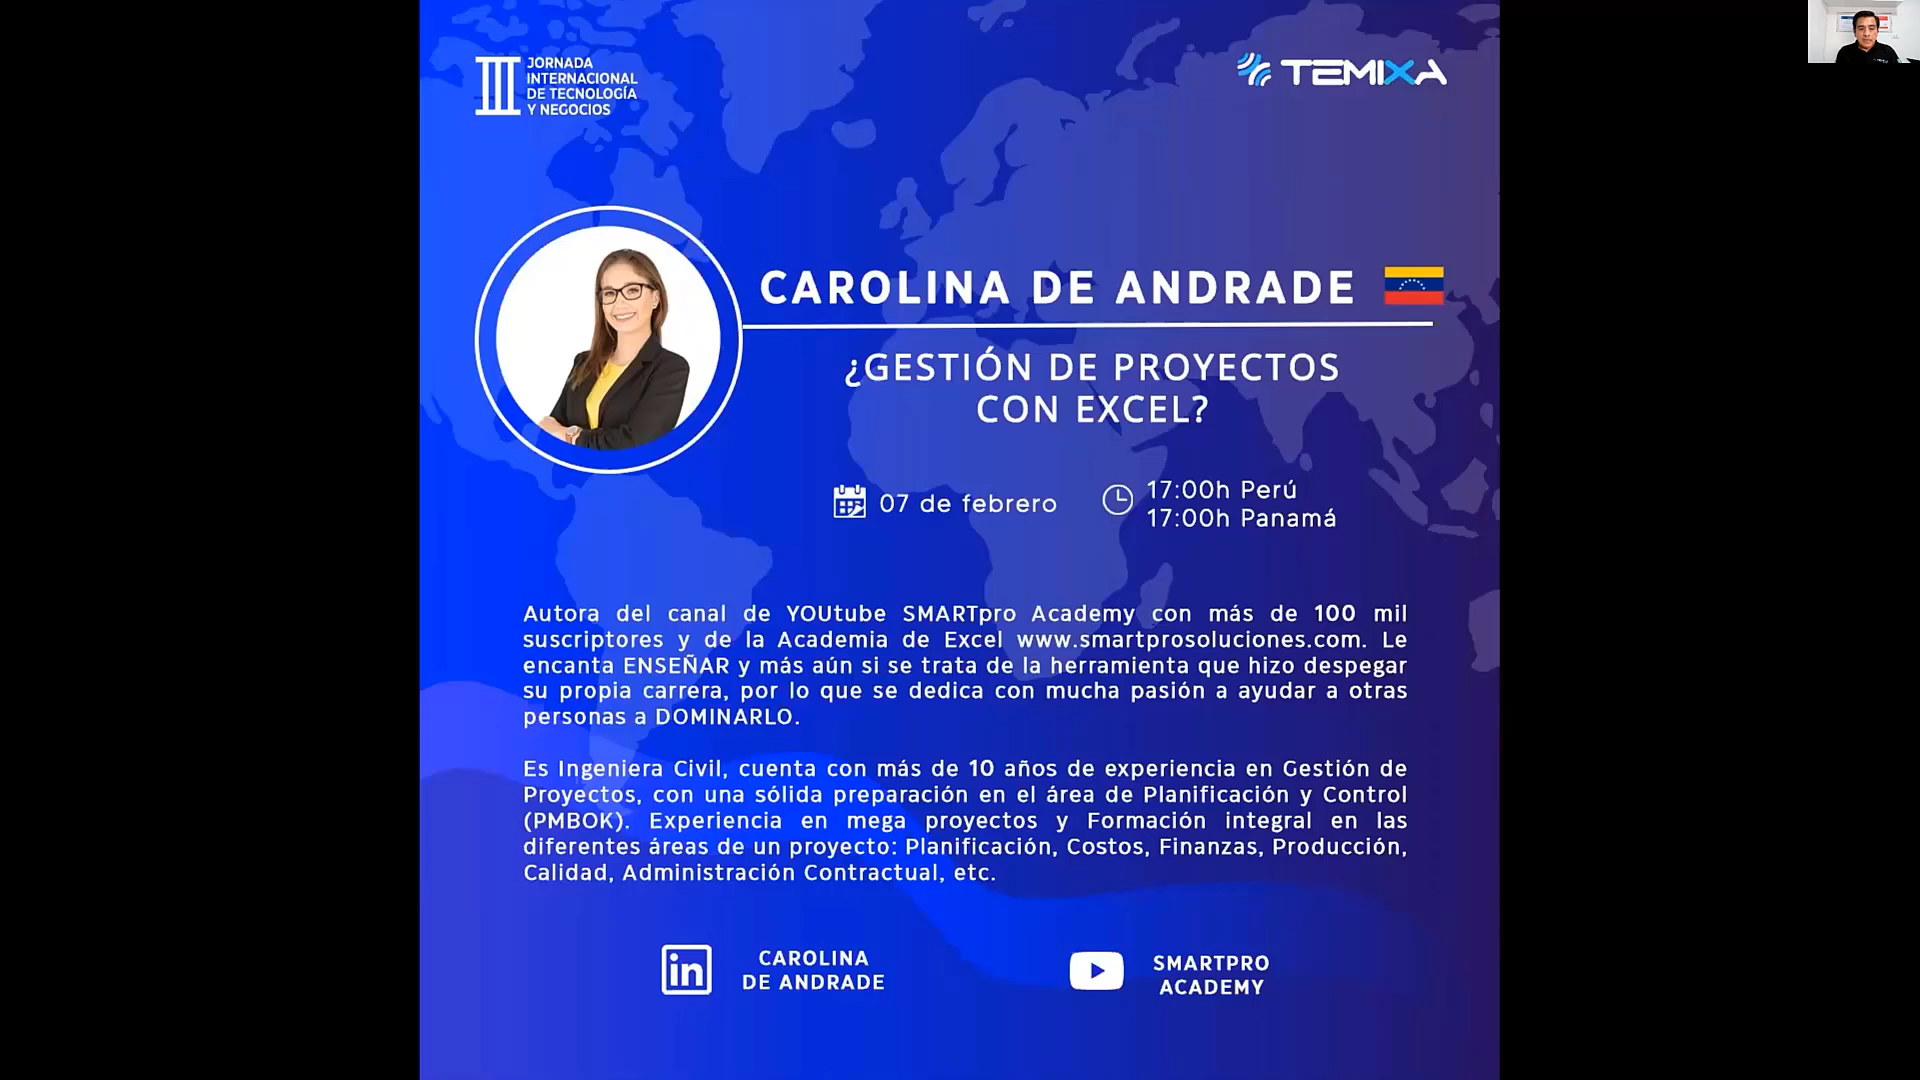 JORNADA
INTERNACIONAL
DE TECNOLOGÍA
Y NEGOCIOS
TEMIXA
CAROLINA DE ANDRADE
¿GESTIÓN DE PROYECTOS
CON EXCEL?
07 de febrero
17:00h Perú
17:00h Panamá
Autora del canal de YOUtube SMARTpro Academy con más de 100 mil
suscriptores y de la Academia de Excel www.smartprosoluciones.com. Le
encanta ENSEÑAR y más aún si se trata de la herramienta que hizo despegar
su propia carrera, por lo que se dedica con mucha pasión a ayudar a otras
personas a DOMINARLO.
Es Ingeniera Civil, cuenta con más de 10 años de experiencia en Gestión de
Proyectos, con una sólida preparación en el área de Planificación y Control
(PMBOK). Experiencia en mega proyectos y Formación integral en las
diferentes áreas de un proyecto: Planificación, Costos, Finanzas, Producción,
Calidad, Administración Contractual, etc.
in
CAROLINA
DE ANDRADE
SMARTPRO
ACADEMY